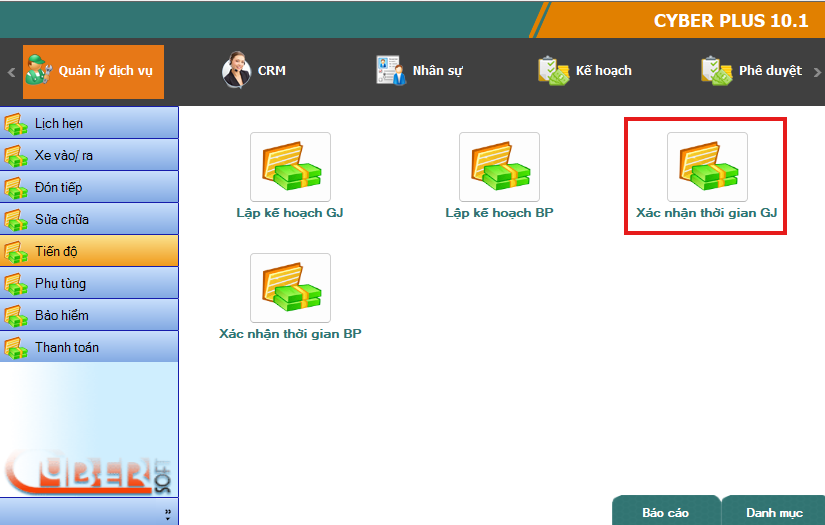 CYBER PLUS 10.1
Quản lý dịch vụ
CRM
Nhân sự
Kế hoạch
Phê duyệt
Lịch hẹn
Xe vào/ ra
Đón tiếp
Sửa chữa
Tiến độ
Phụ tùng
Bảo hiểm
Thanh toán
Lập kế hoạch GJ
Lập kế hoạch BP
Xác nhận thời gian GJ
Xác nhận thời gian BP
CYBER SOFT
Báo cáo
Danh mục